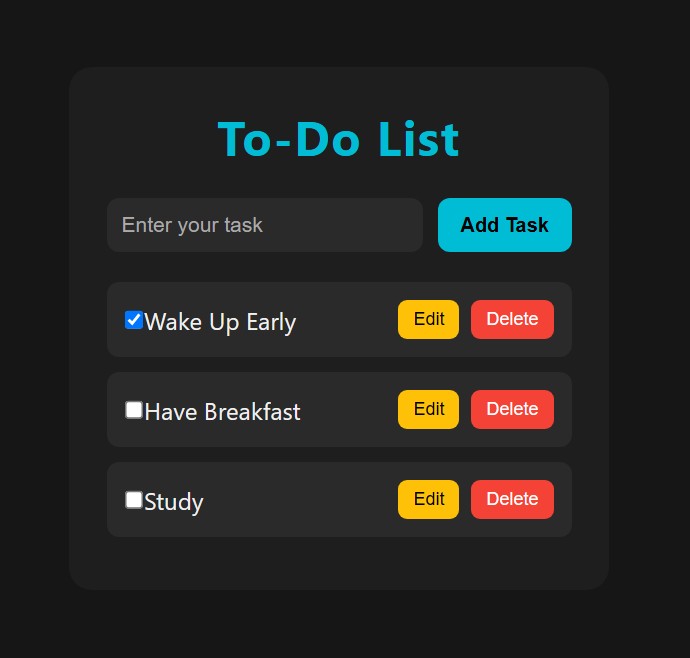 To-Do List
Enter your task Add Task
Wake Up Early Edit Delete
Have Breakfast Edit Delete
Study Edit Delete